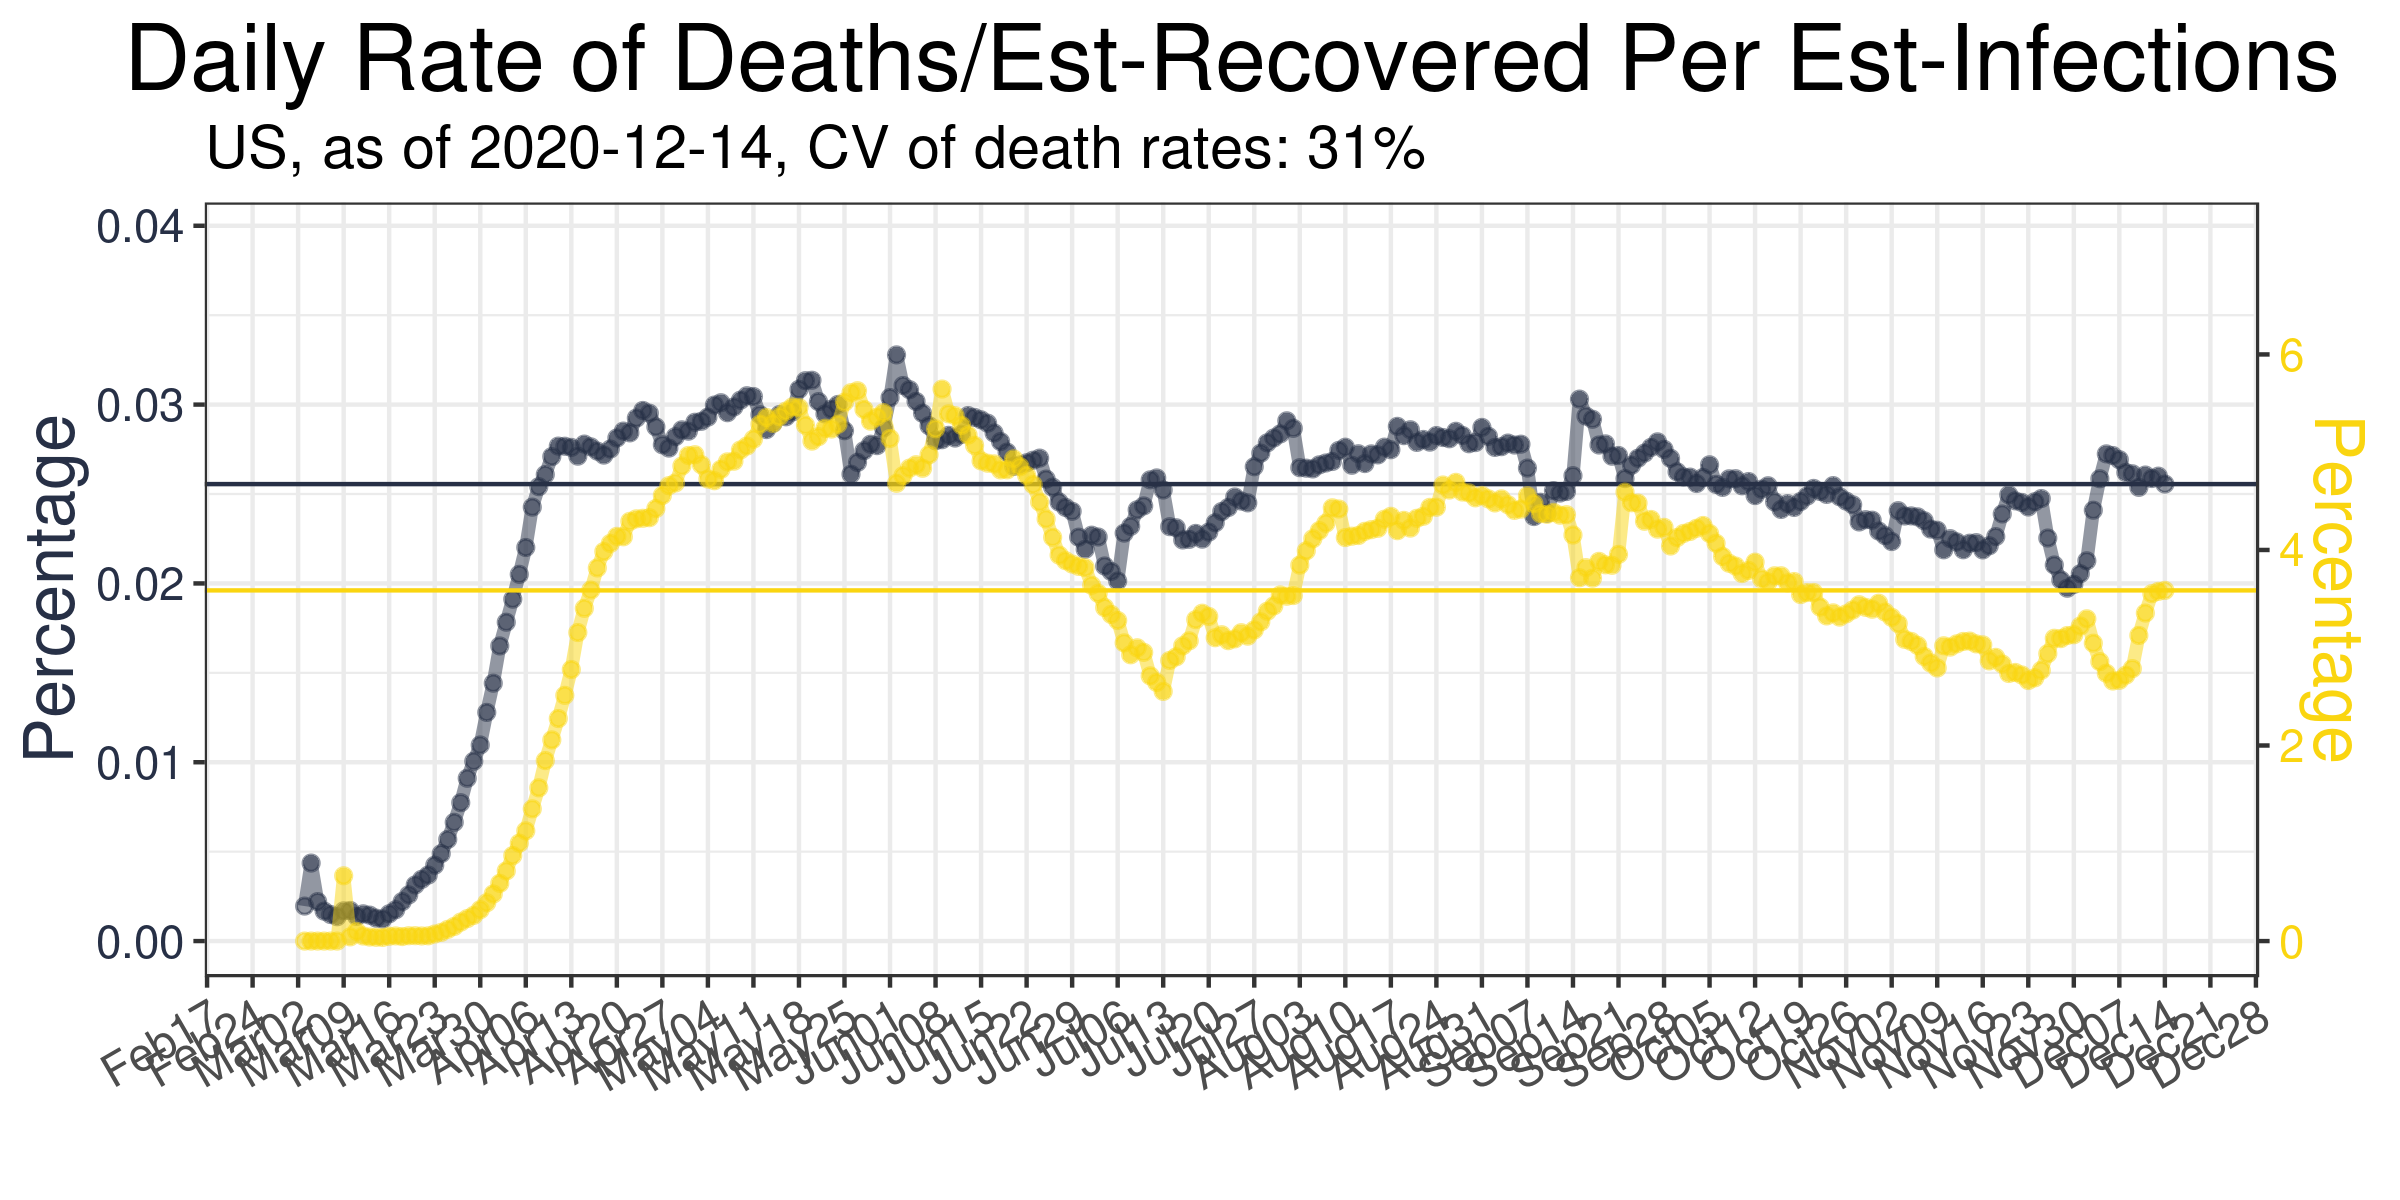 Daily Rate of Deaths/Est-Recovered Per Est-Infections
US, as of 2020-12-14, CV of death rates: 31%
Percentage
0.04
0.03
0.02
0.01
0.00
6
4
2
0
Percentage
Feb17
Feb24
Mar02
Mar09
Mar16
Mar23
Mar30
Apr06
Apr13
Apr20
Apr27
May04
May11
May18
May25
Jun01
Jun08
Jun15
Jun22
Jun29
Jul06
Jul13
Jul20
Jul27
Aug03
Aug10
Aug17
Aug24
Aug31
Sep07
Sep14
Sep21
Sep28
Oct05
Oct12
Oct19
Oct26
Nov02
Nov09
Nov16
Nov23
Nov30
Dec07
Dec14
Dec21
Dec28